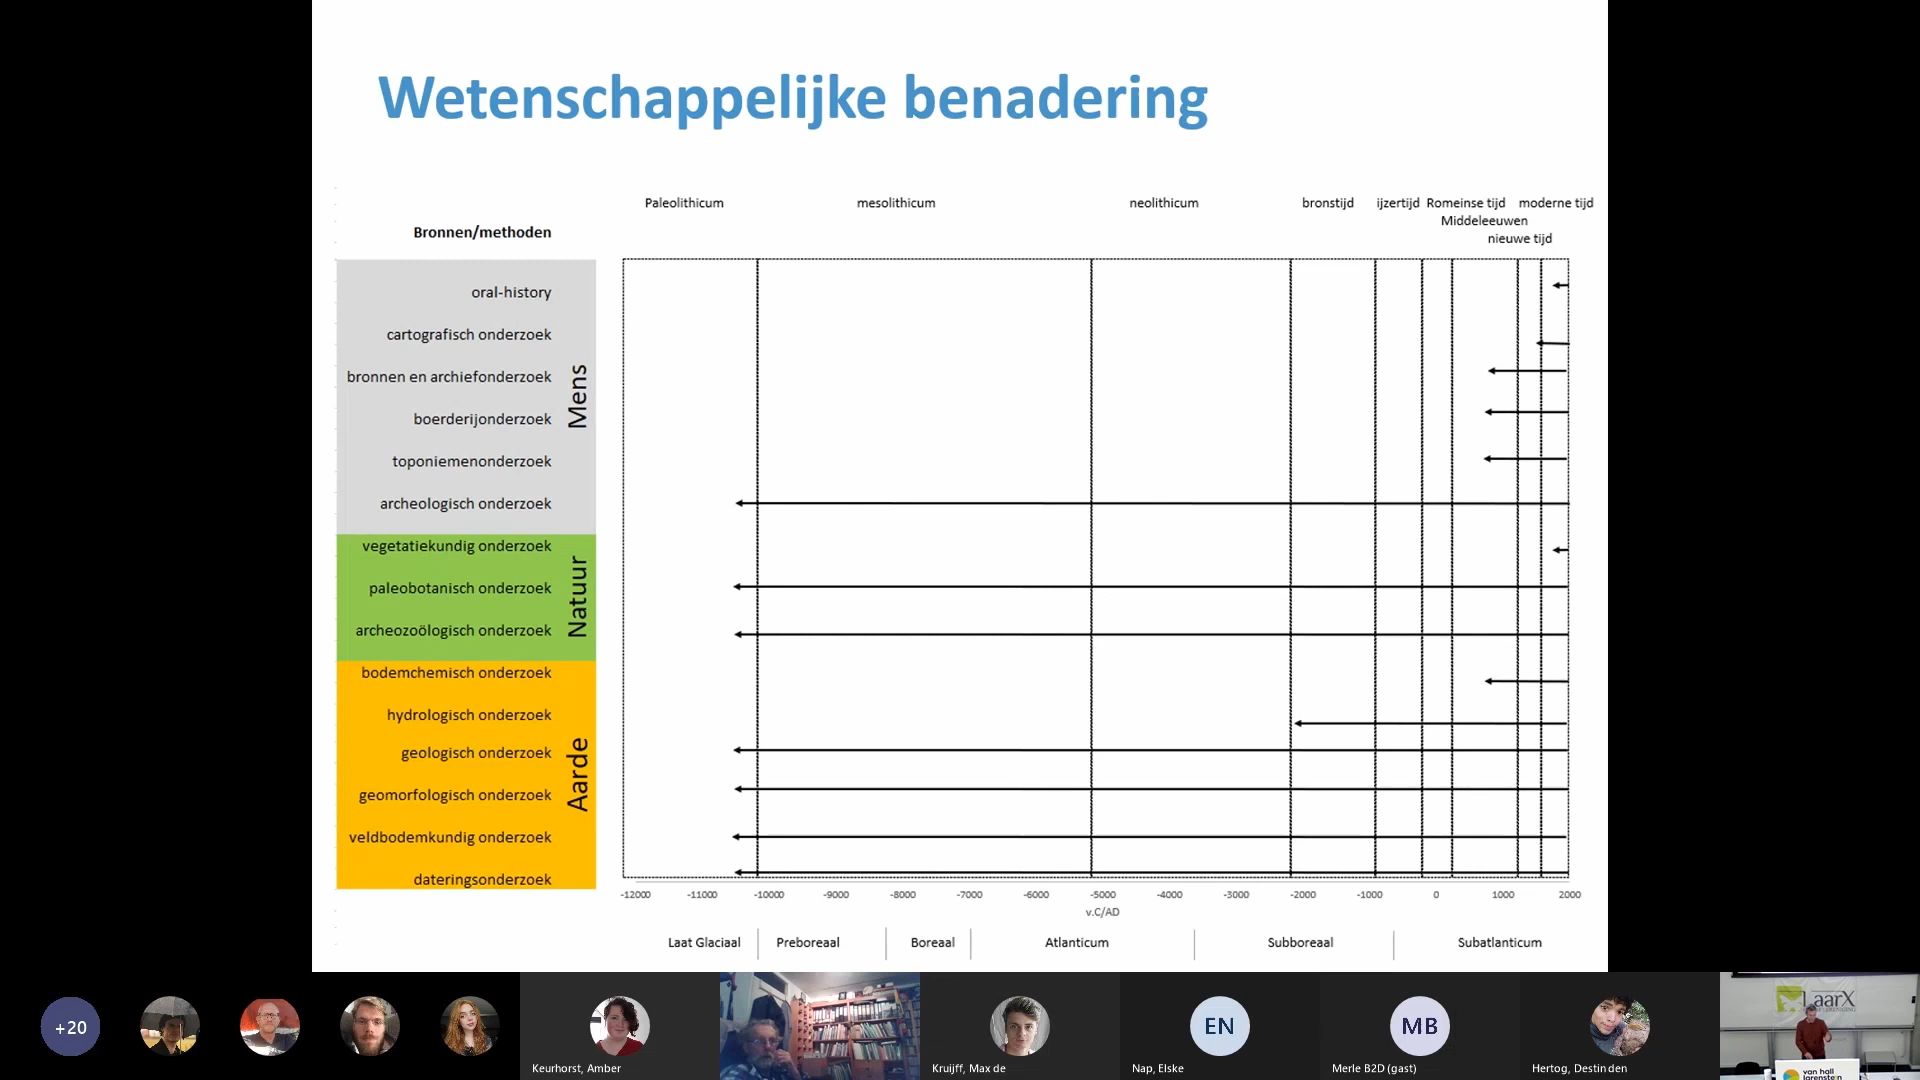 Wetenschappelijke benadering
Paleolithicum mesolithicum neolithicum bronstijd ijzertijd Romeinse tijd moderne tijd
Middeleeuwen
nieuwe tijd
Bronnen/methoden
oral-history
cartografisch onderzoek
bronnen en archiefonderzoek
boerderijonderzoek
toponiemenonderzoek
archeologisch onderzoek
Mens
vegetatiekundig onderzoek
paleobotanisch onderzoek
archeozoölogisch onderzoek
Natuur
bodemchemisch onderzoek
hydrologisch onderzoek
geologisch onderzoek
geomorfologisch onderzoek
veldbodemkundig onderzoek
dateringsonderzoek
Aarde
-12000 -11000 -10000 -9000 -8000 -7000 -6000 -5000 -4000 -3000 -2000 -1000 0 1000 2000
v.C/AD
Laat Glaciaal Preboreaal Boreaal Atlanticum Subboreaal Subatlanticum
+20
Keurhorst, Amber
Kruijff, Max de
EN
Nap, Elske
MB
Merle B2D (gast)
Hertog, Destin den
LaarX
van hall
larenstein